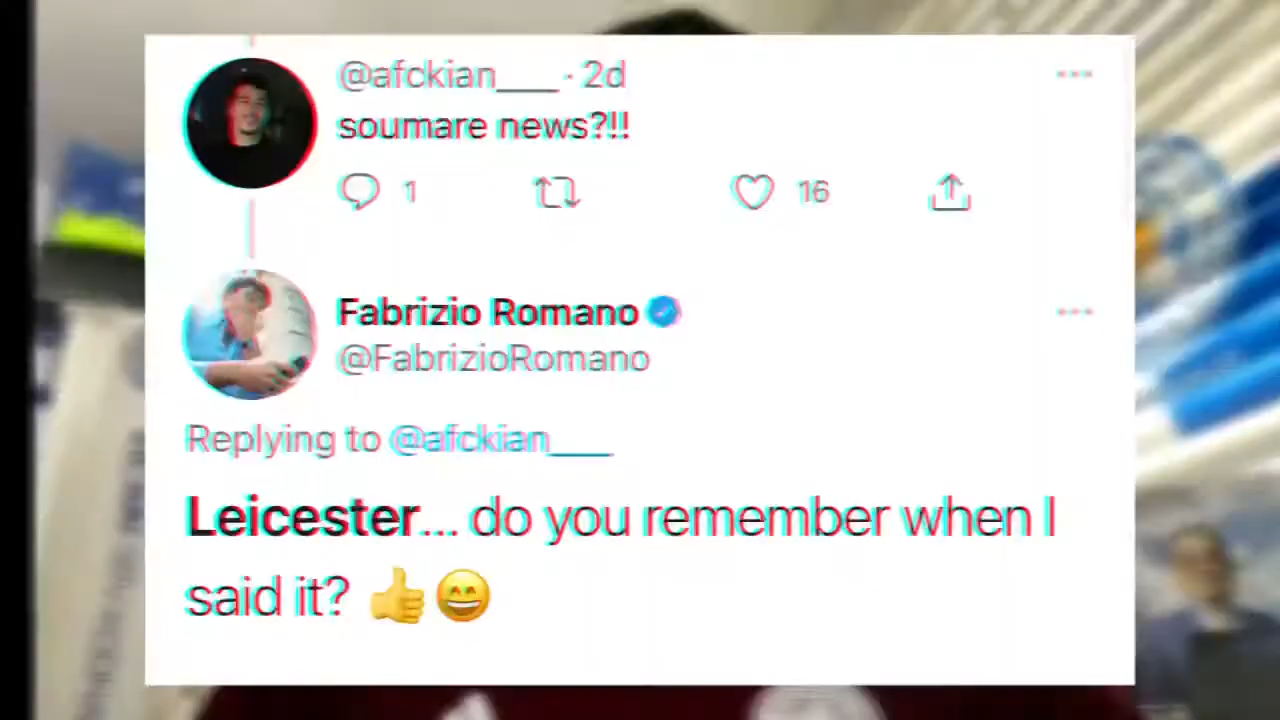 @afckian___ · 2d
soumare news?!!
1 16
Fabrizio Romano
@FabrizioRomano
Replying to @afckian___
Leicester... do you remember when I
said it? 👍😄